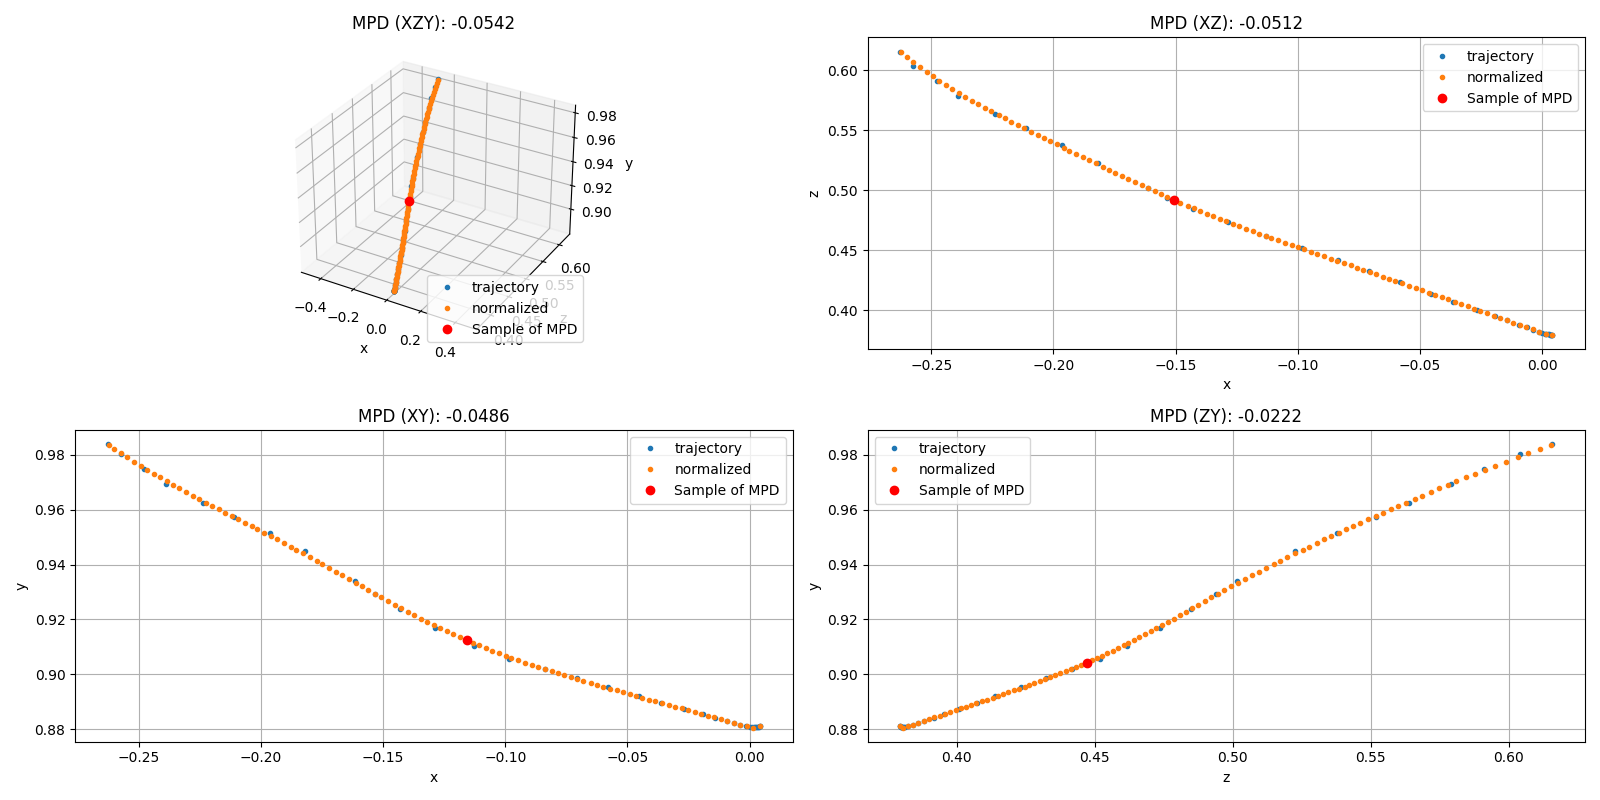 MPD (XZY): -0.0542
0.98
0.96
0.94
0.92
0.90
y
0.60
0.55
0.50
0.45
0.40
z
−0.4
−0.2
0.0
0.2
0.4
x
trajectory
normalized
Sample of MPD
MPD (XZ): -0.0512
trajectory
normalized
Sample of MPD
0.60
0.55
0.50
0.45
0.40
z
−0.25
−0.20
−0.15
−0.10
−0.05
0.00
x
MPD (XY): -0.0486
trajectory
normalized
Sample of MPD
0.98
0.96
0.94
0.92
0.90
0.88
y
−0.25
−0.20
−0.15
−0.10
−0.05
0.00
x
MPD (ZY): -0.0222
trajectory
normalized
Sample of MPD
0.98
0.96
0.94
0.92
0.90
0.88
y
0.40
0.45
0.50
0.55
0.60
z